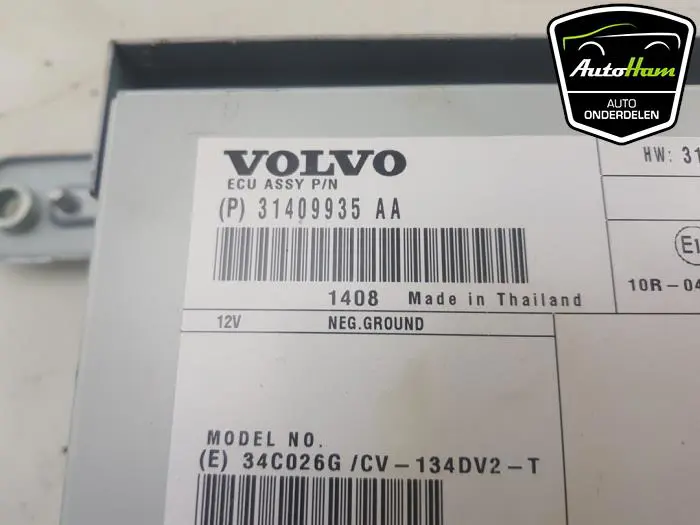 AutoHam
AUTO
ONDERDELEN
VOLVO
ECU ASSY P/N
(P) 31409935 AA
1408 Made in Thailand
HW: 31
10R-04
12V NEG.GROUND
MODEL NO.
(E) 34C026G /CV-134DV2-T